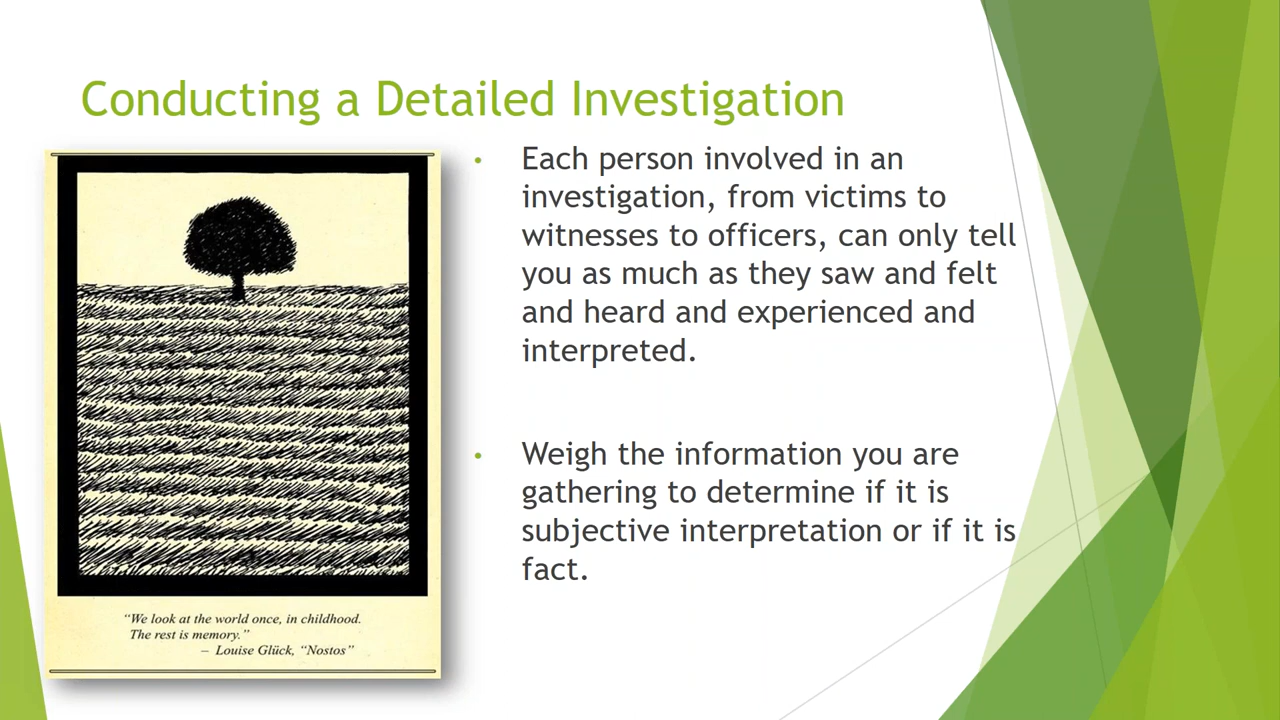 Conducting a Detailed Investigation
• Each person involved in an
investigation, from victims to
witnesses to officers, can only tell
you as much as they saw and felt
and heard and experienced and
interpreted.
• Weigh the information you are
gathering to determine if it is
subjective interpretation or if it is
fact.
“We look at the world once, in childhood.
The rest is memory.”
– Louise Glück, “Nostos”